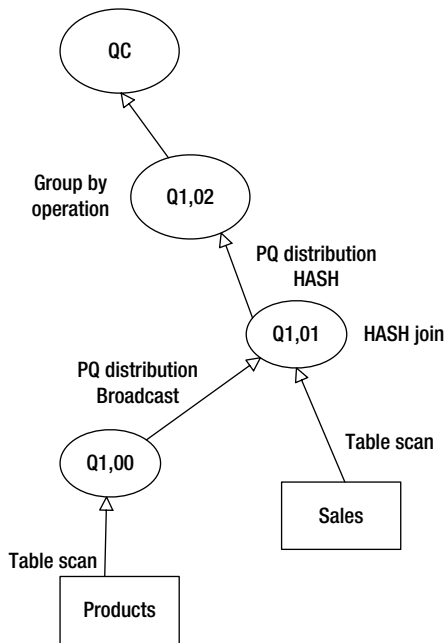 QC
Group by
operation
Q1,02
PQ distribution
HASH
Q1,01
HASH join
PQ distribution
Broadcast
Q1,00
Table scan
Sales
Table scan
Products